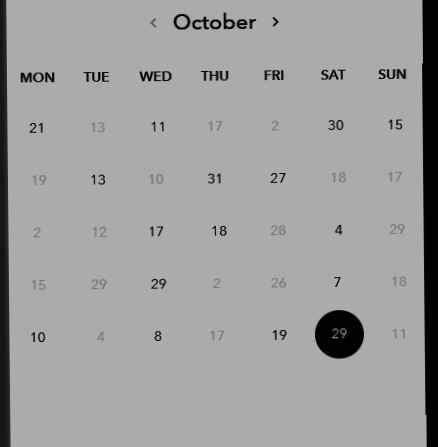 ‹ October ›
MON TUE WED THU FRI SAT SUN
21 13 11 17 2 30 15
19 13 10 31 27 18 17
2 12 17 18 28 4 29
15 29 29 2 26 7 18
10 4 8 17 19 29 11